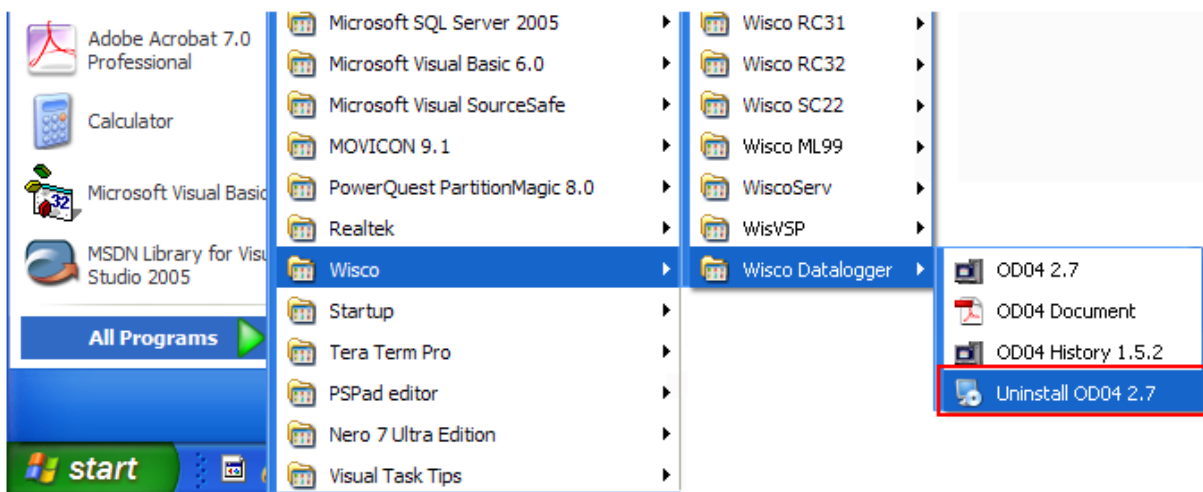 Adobe Acrobat 7.0
Professional
Calculator
Microsoft Visual Basic
MSDN Library for Visu
Studio 2005
All Programs
start
Microsoft SQL Server 2005
Microsoft Visual Basic 6.0
Microsoft Visual SourceSafe
MOVICON 9.1
PowerQuest PartitionMagic 8.0
Realtek
Wisco
Startup
Tera Term Pro
PSPad editor
Nero 7 Ultra Edition
Visual Task Tips
Wisco RC31
Wisco RC32
Wisco SC22
Wisco ML99
WiscoServ
WisVSP
Wisco Datalogger
OD04 2.7
OD04 Document
OD04 History 1.5.2
Uninstall OD04 2.7